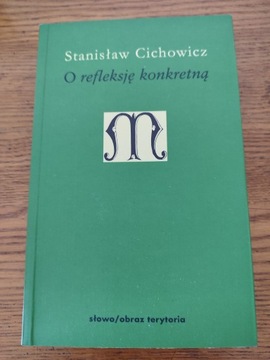 Stanisław Cichowicz
O refleksję konkretną
M
słowo/obraz terytoria